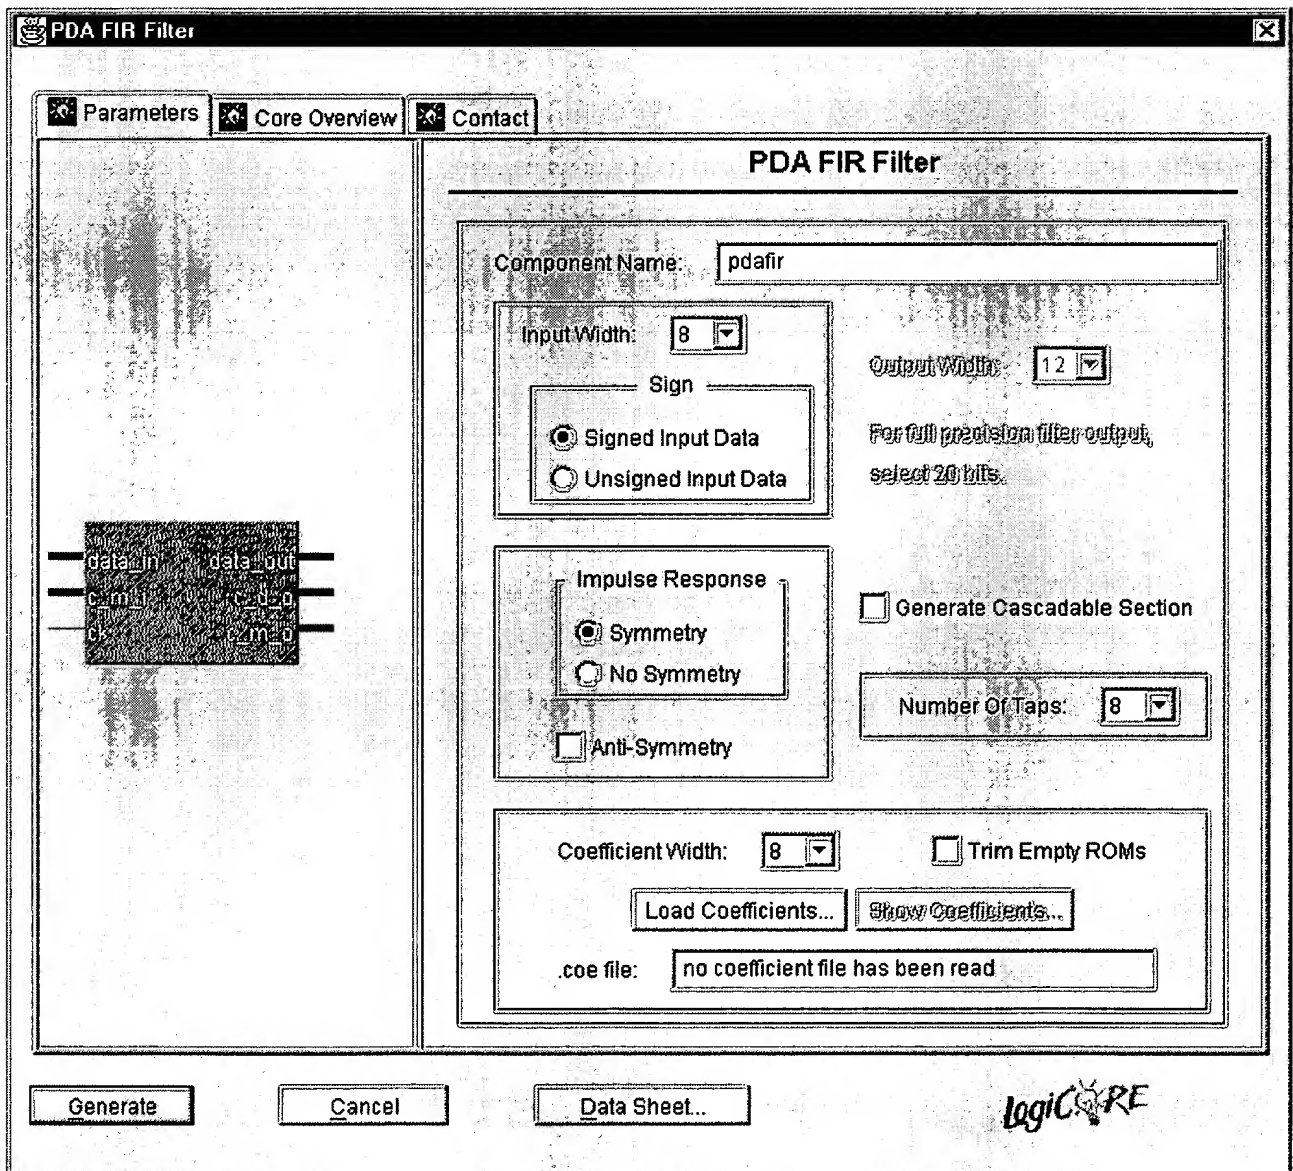 PDA FIR Filter
Parameters Core Overview Contact
PDA FIR Filter
Component Name: pdafir
Input Width: 8
Output Width: 12
Sign
Signed Input Data
Unsigned Input Data
For full precision filter output,
select 20 bits.
data_in data_out
c_m_i c_d_o
ck c_m_o
Impulse Response
Symmetry
No Symmetry
Anti-Symmetry
Generate Cascadable Section
Number Of Taps: 8
Coefficient Width: 8 Trim Empty ROMs
Load Coefficients... Show Coefficients...
.coe file: no coefficient file has been read
Generate Cancel Data Sheet... LogiCORE